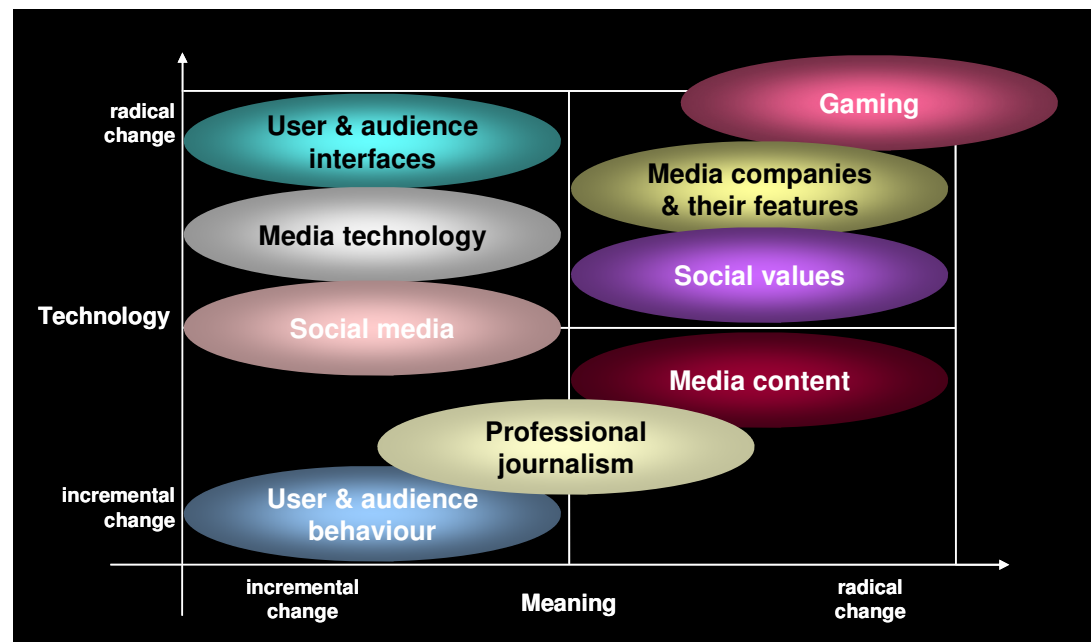 radical
change
User & audience
interfaces
Gaming
Media companies
& their features
Media technology
Social values
Technology
Social media
Media content
Professional
journalism
incremental
change
User & audience
behaviour
incremental
change
Meaning
radical
change